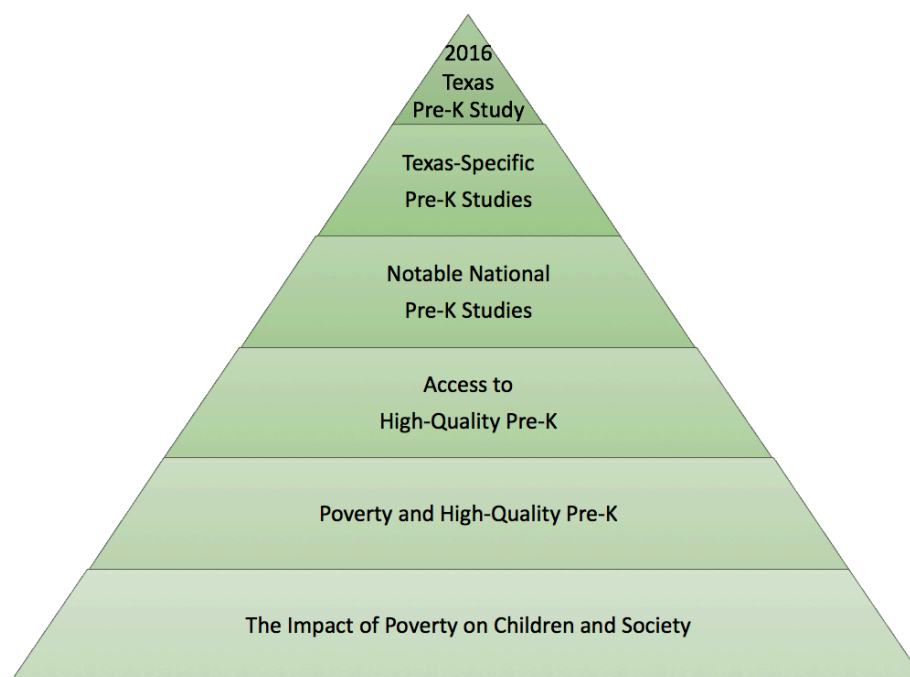 2016
Texas
Pre-K Study
Texas-Specific
Pre-K Studies
Notable National
Pre-K Studies
Access to
High-Quality Pre-K
Poverty and High-Quality Pre-K
The Impact of Poverty on Children and Society